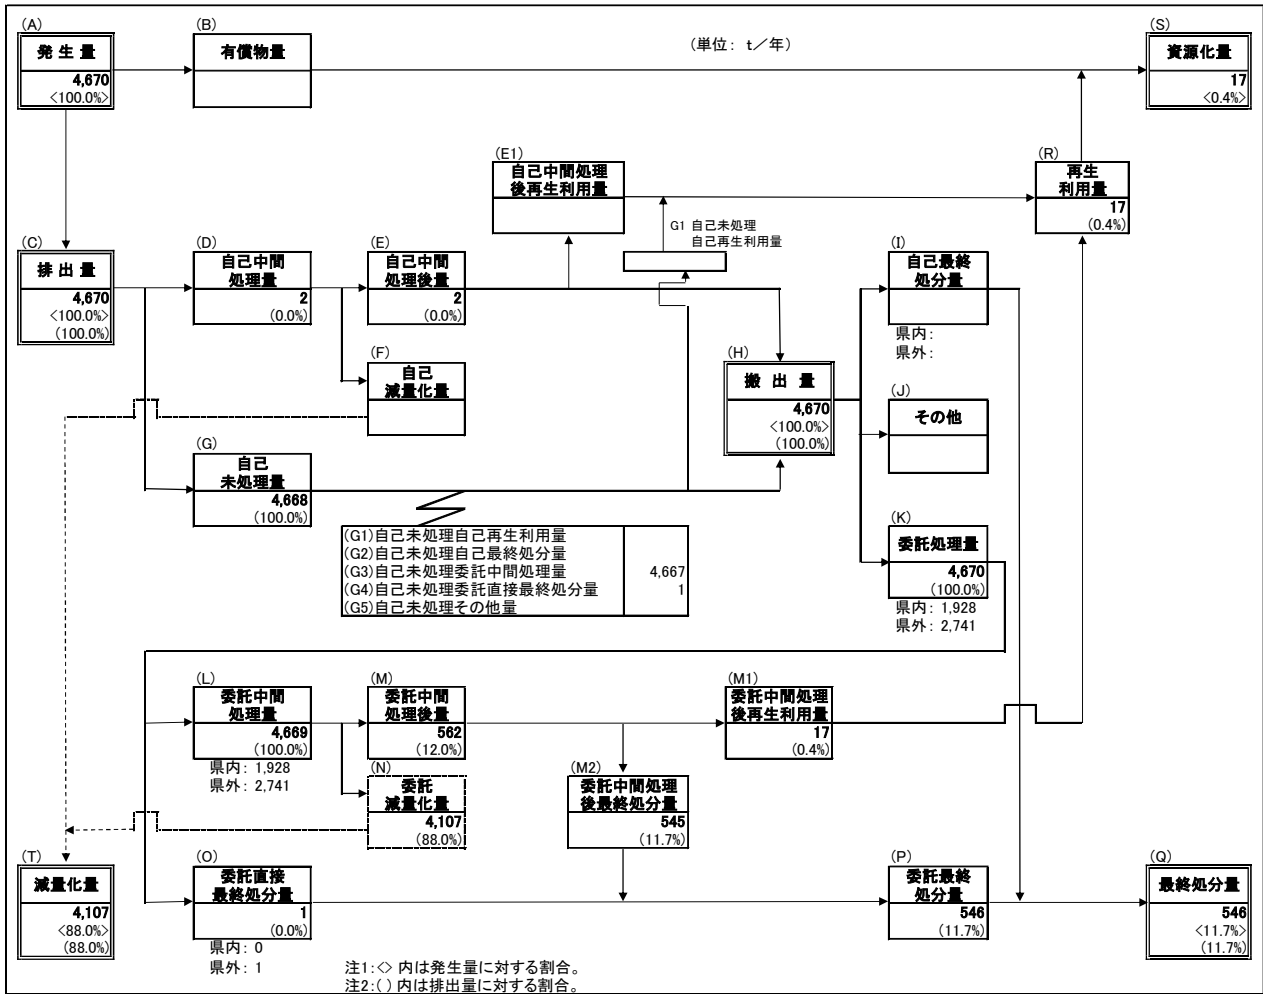 (A)
発 生 量
4,670
<100.0%>
(B)
有償物量
(単位: t/年)
(S)
資源化量
17
<0.4%>
(E1)
自己中間処理
後再生利用量
(R)
再生
利用量
17
(0.4%)
G1 自己未処理
自己再生利用量
(C)
排 出 量
4,670
<100.0%>
(100.0%)
(D)
自己中間
処理量
2
(0.0%)
(E)
自己中間
処理後量
2
(0.0%)
(I)
自己最終
処分量
県内:
県外:
(F)
自己
減量化量
(H)
搬 出 量
4,670
<100.0%>
(100.0%)
(J)
その他
(G)
自己
未処理量
4,668
(100.0%)
(G1)自己未処理自己再生利用量
(G2)自己未処理自己最終処分量
(G3)自己未処理委託中間処理量 4,667
(G4)自己未処理委託直接最終処分量 1
(G5)自己未処理その他量
(K)
委託処理量
4,670
(100.0%)
県内: 1,928
県外: 2,741
(L)
委託中間
処理量
4,669
(100.0%)
県内: 1,928
県外: 2,741
(M)
委託中間
処理後量
562
(12.0%)
(M1)
委託中間処理
後再生利用量
17
(0.4%)
(N)
委託
減量化量
4,107
(88.0%)
(M2)
委託中間処理
後最終処分量
545
(11.7%)
(T)
減量化量
4,107
<88.0%>
(88.0%)
(O)
委託直接
最終処分量
1
(0.0%)
県内: 0
県外: 1
(P)
委託最終
処分量
546
(11.7%)
(Q)
最終処分量
546
<11.7%>
(11.7%)
注1:<> 内は発生量に対する割合。
注2:( ) 内は排出量に対する割合。